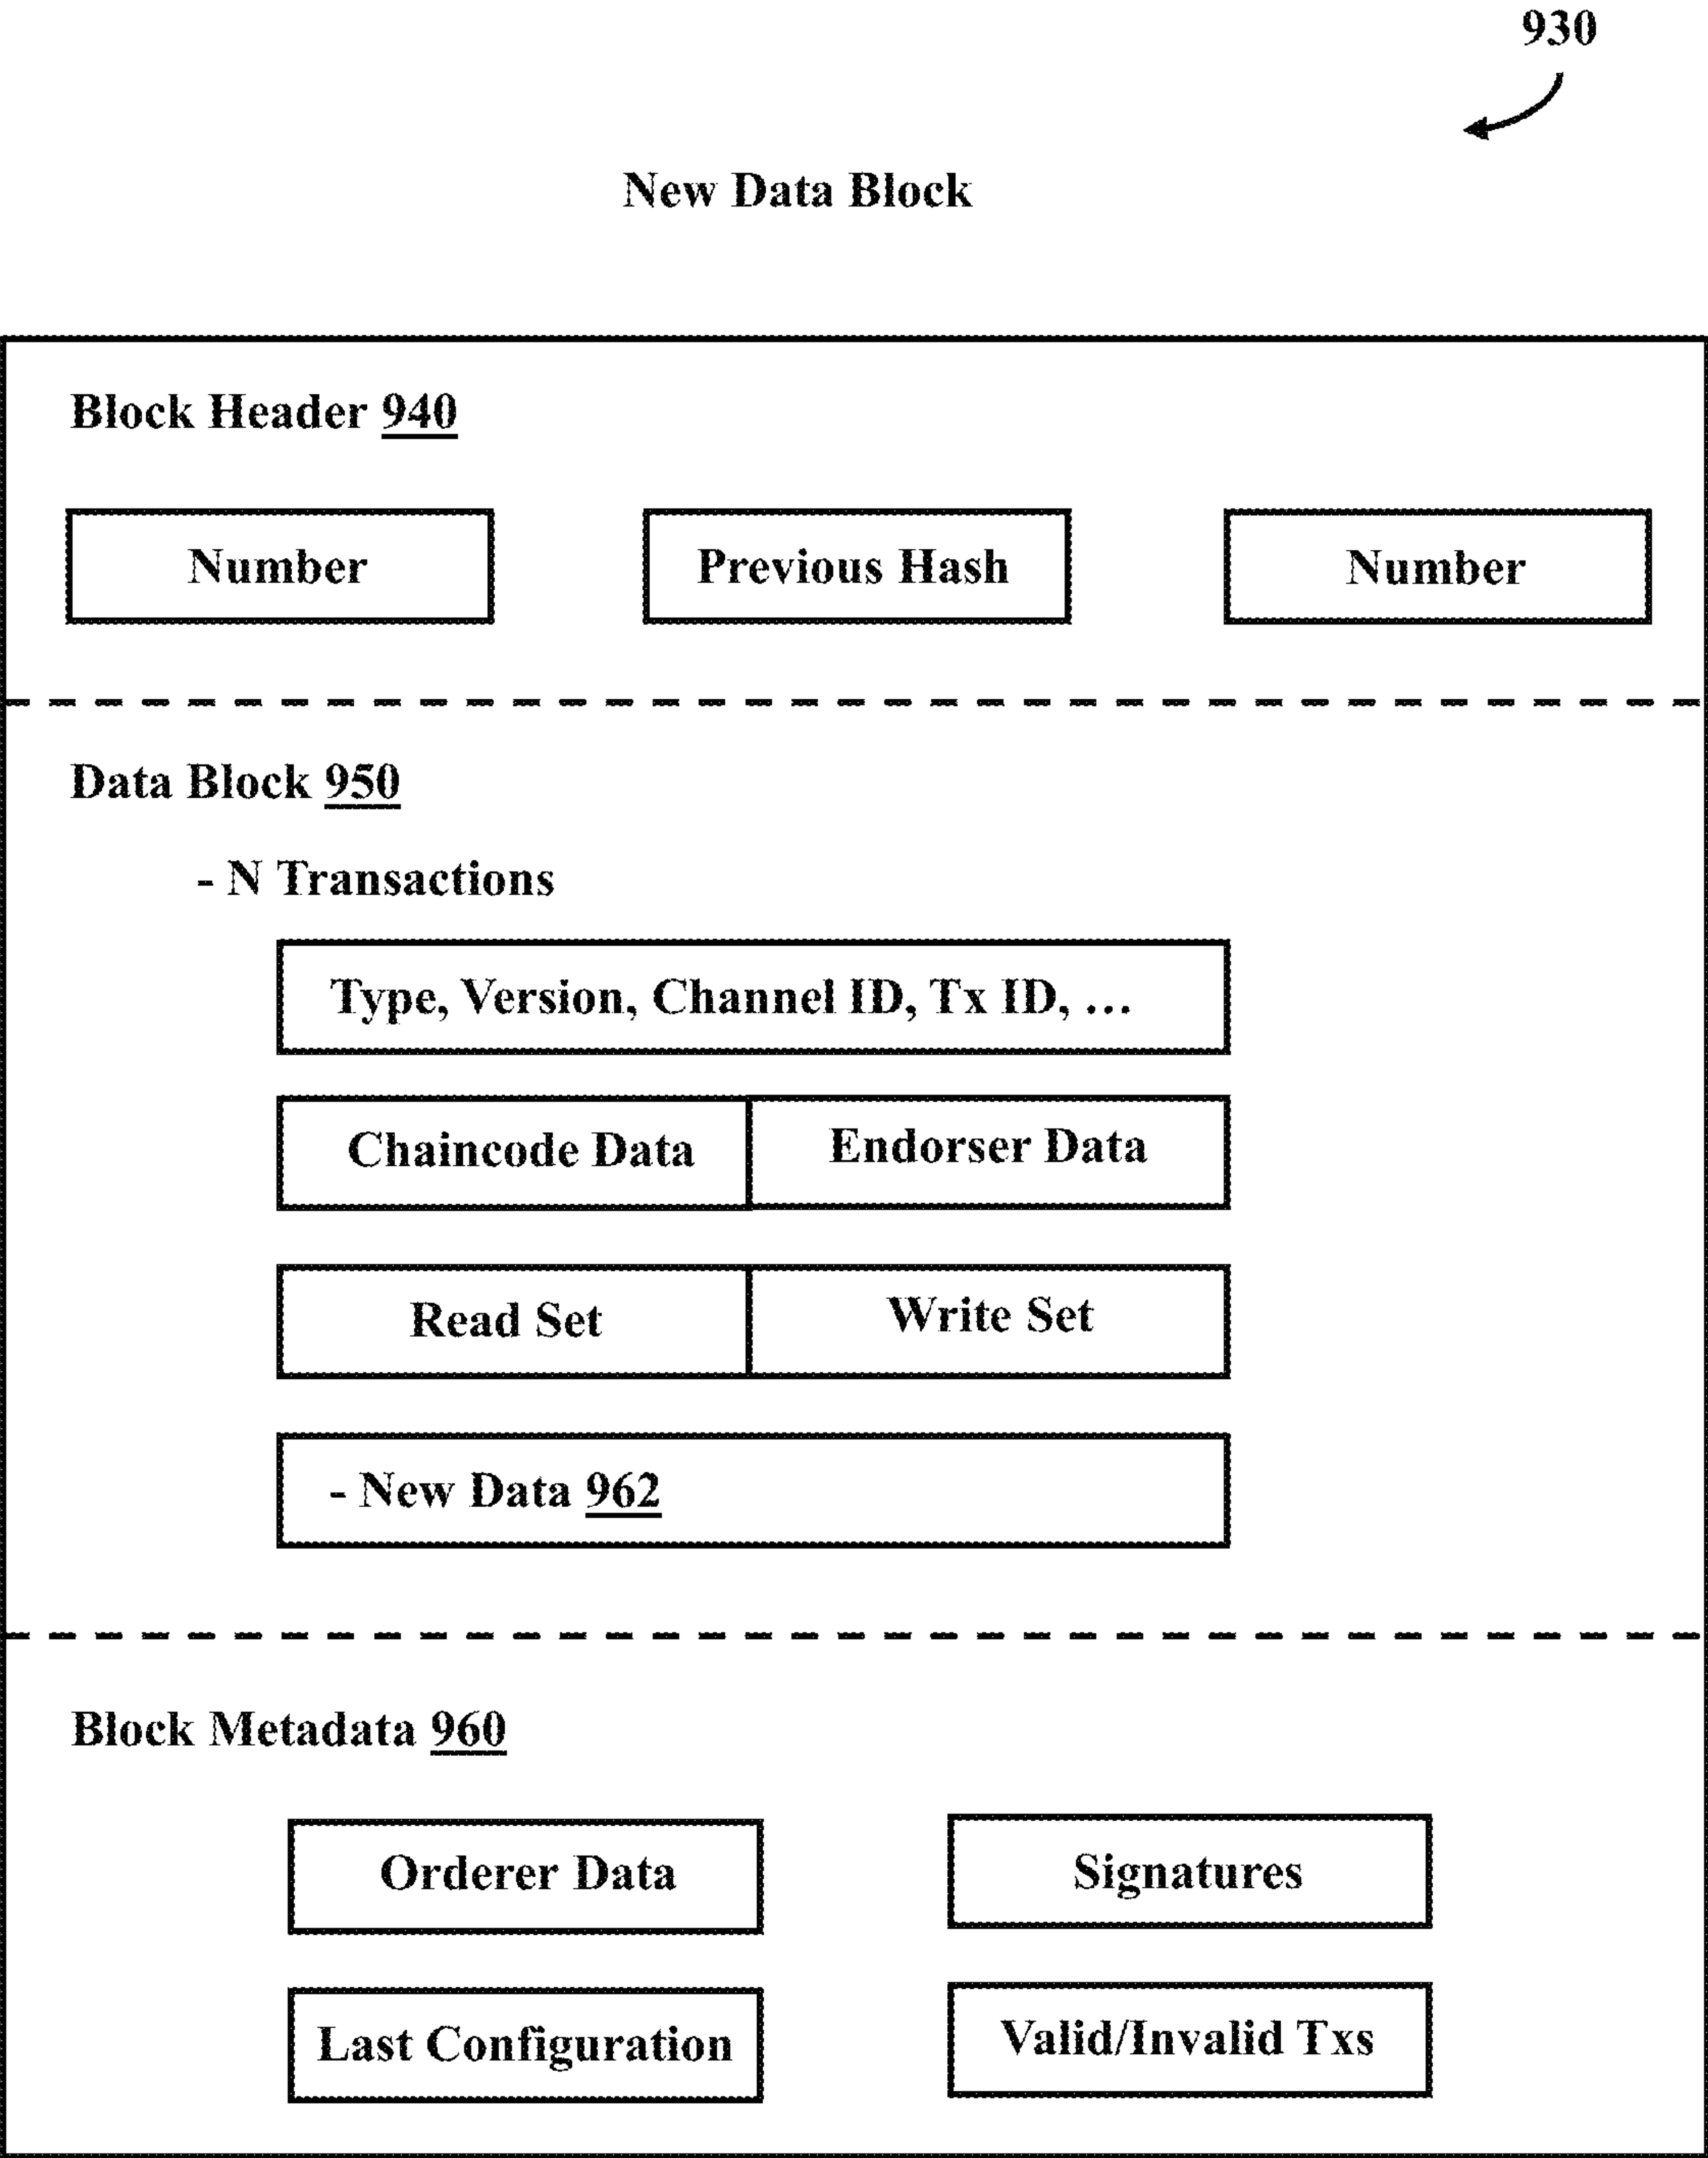 930
New Data Block
Block Header 940
Number
Previous Hash
Number
Data Block 950
- N Transactions
Type, Version, Channel ID, Tx ID, ...
Chaincode Data
Endorser Data
Read Set
Write Set
- New Data 962
Block Metadata 960
Orderer Data
Signatures
Last Configuration
Valid/Invalid Txs